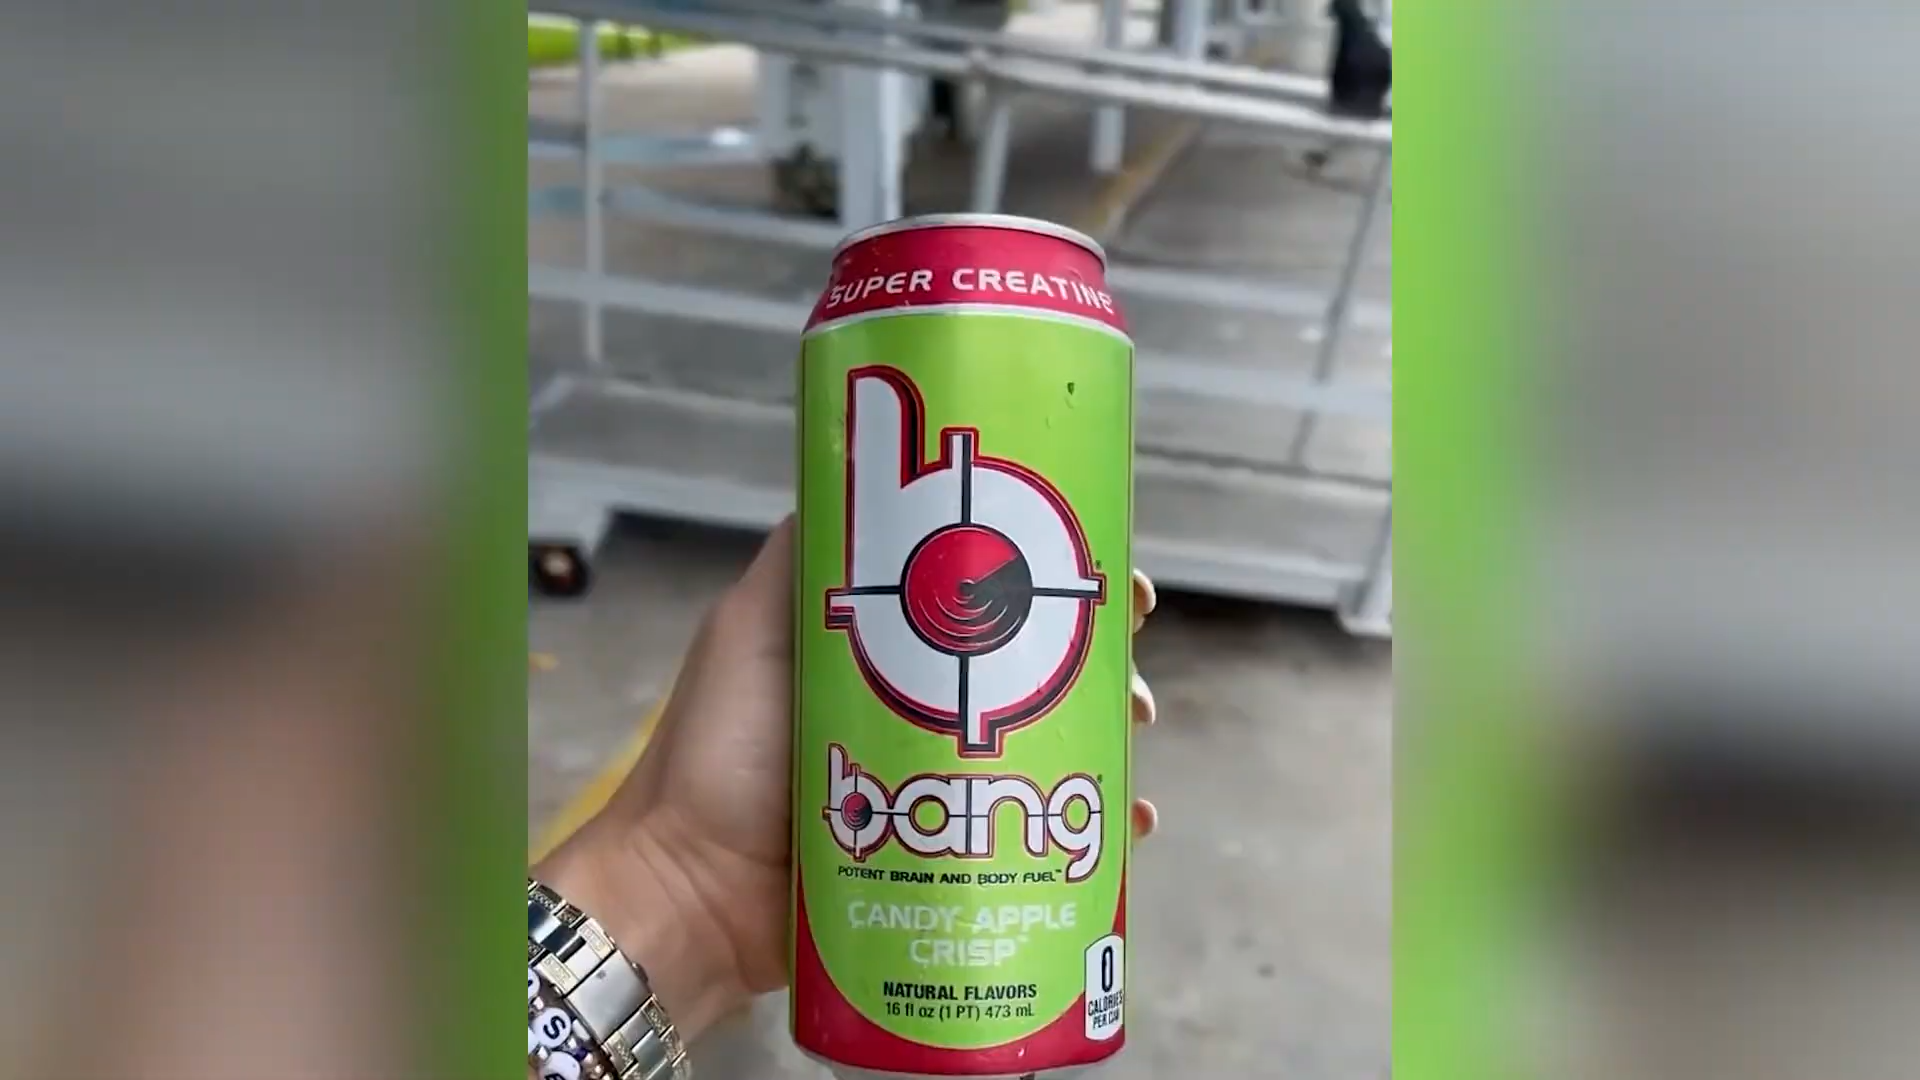 SUPER CREATINE
b
bang
POTENT BRAIN AND BODY FUEL™
CANDY APPLE
CRISP™
NATURAL FLAVORS
16 fl oz (1 PT) 473 mL
0
CALORIES
PER CAN
S